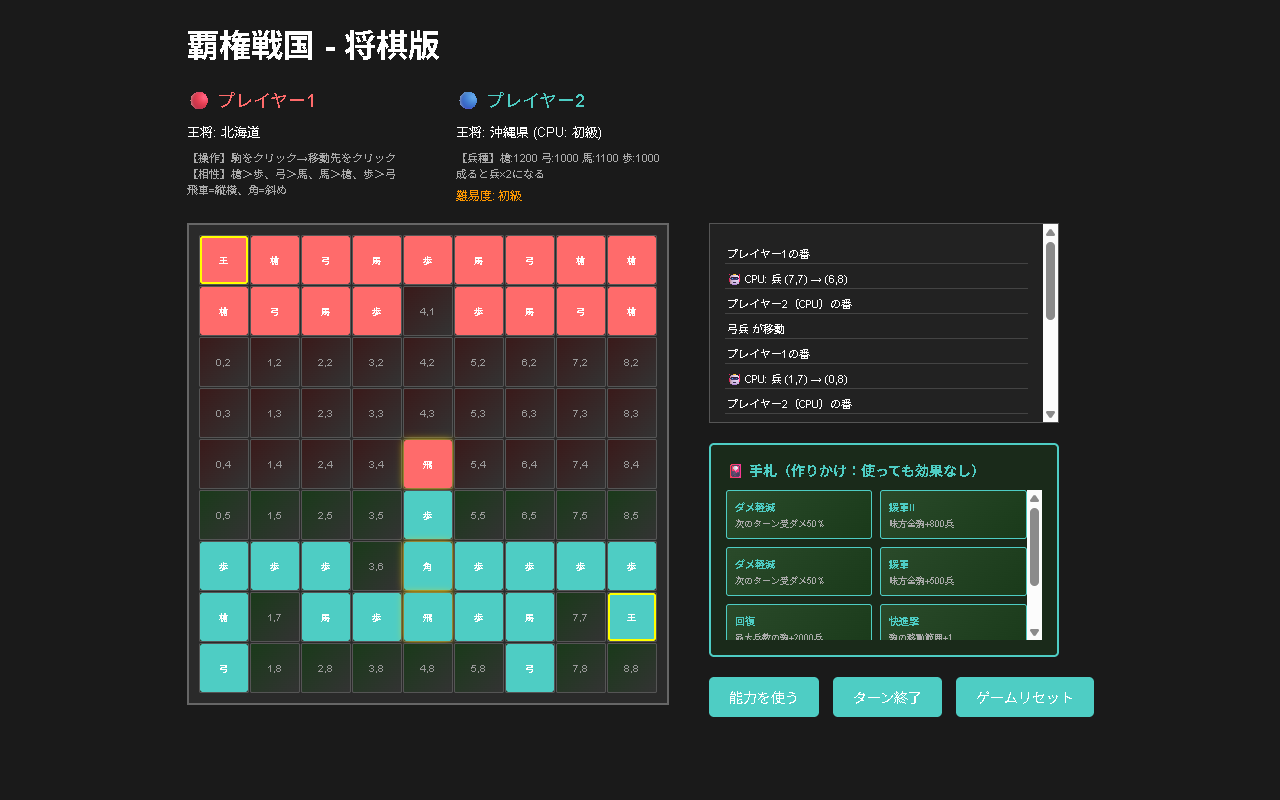 覇権戦国 - 将棋版
プレイヤー1
王将: 北海道
【操作】駒をクリック→移動先をクリック
【相性】槍＞歩、弓＞馬、馬＞槍、歩＞弓
飛車=縦横、角=斜め
プレイヤー2
王将: 沖縄県 (CPU: 初級)
【兵種】槍:1200 弓:1000 馬:1100 歩:1000
成ると兵×2になる
難易度: 初級
王 槍 弓 馬 歩 馬 弓 槍 槍
槍 弓 馬 歩 4,1 歩 馬 弓 槍
0,2 1,2 2,2 3,2 4,2 5,2 6,2 7,2 8,2
0,3 1,3 2,3 3,3 4,3 5,3 6,3 7,3 8,3
0,4 1,4 2,4 3,4 飛 5,4 6,4 7,4 8,4
0,5 1,5 2,5 3,5 歩 5,5 6,5 7,5 8,5
歩 歩 歩 3,6 角 歩 歩 歩 歩
槍 1,7 馬 歩 飛 歩 馬 7,7 王
弓 1,8 2,8 3,8 4,8 5,8 弓 7,8 8,8
プレイヤー1の番
CPU: 兵 (7,7) → (6,8)
プレイヤー2（CPU）の番
弓兵 が移動
プレイヤー1の番
CPU: 兵 (1,7) → (0,8)
プレイヤー2（CPU）の番
手札（作りかけ：使っても効果なし）
ダメ軽減
次のターン受ダメ50％
援軍II
味方全駒+800兵
ダメ軽減
次のターン受ダメ50％
援軍
味方全駒+500兵
回復
最大兵数の駒+2000兵
快進撃
駒の移動範囲+1
能力を使う
ターン終了
ゲームリセット